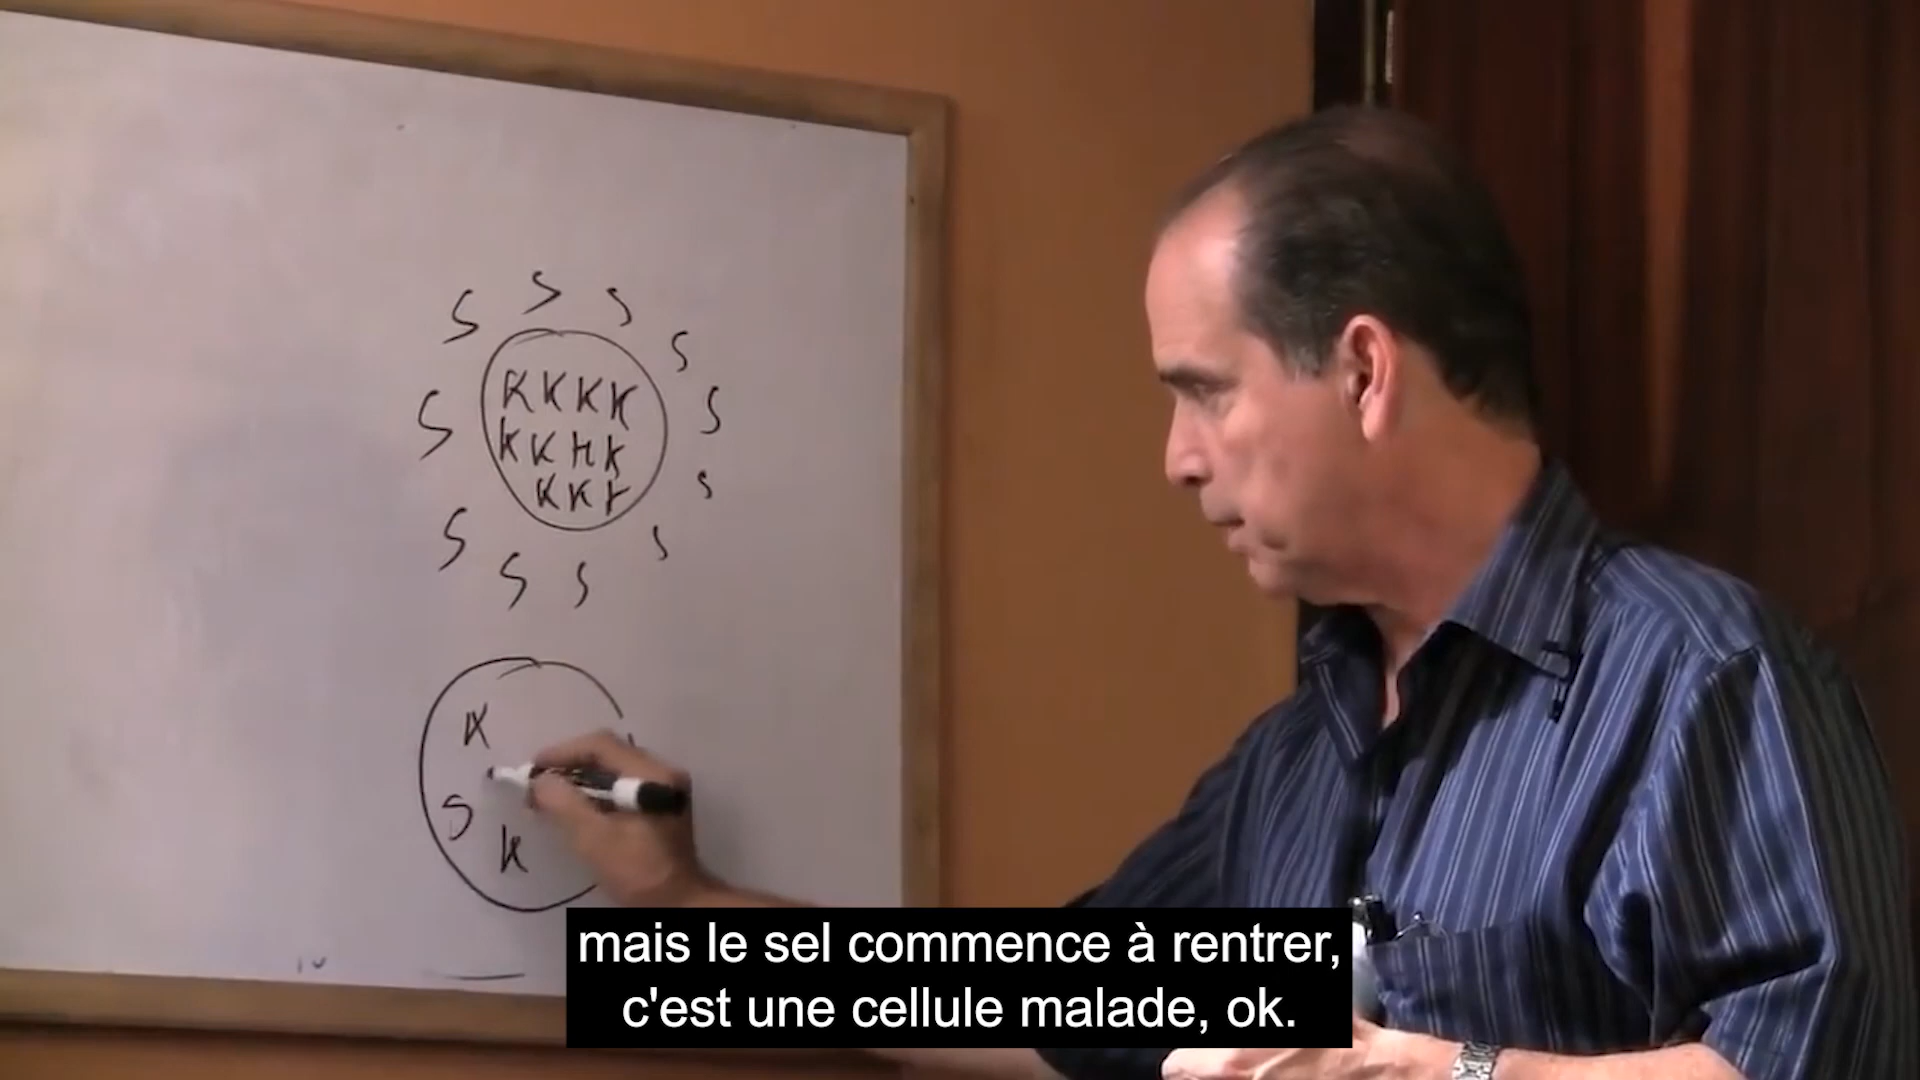 S S S
S
S S
K K K K
K K K K
K K K
S
S S
S S
K
S
K
mais le sel commence à rentrer,
c'est une cellule malade, ok.